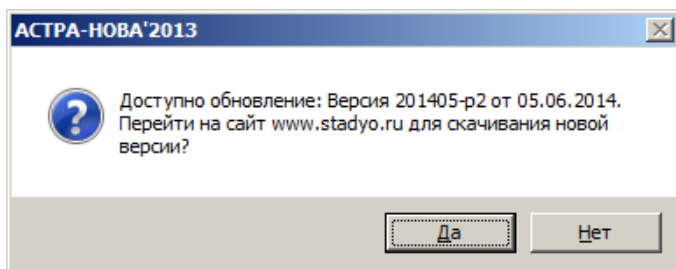 АСТРА-НОВА'2013
Доступно обновление: Версия 201405-p2 от 05.06.2014.
Перейти на сайт www.stadyo.ru для скачивания новой
версии?
Да
Нет